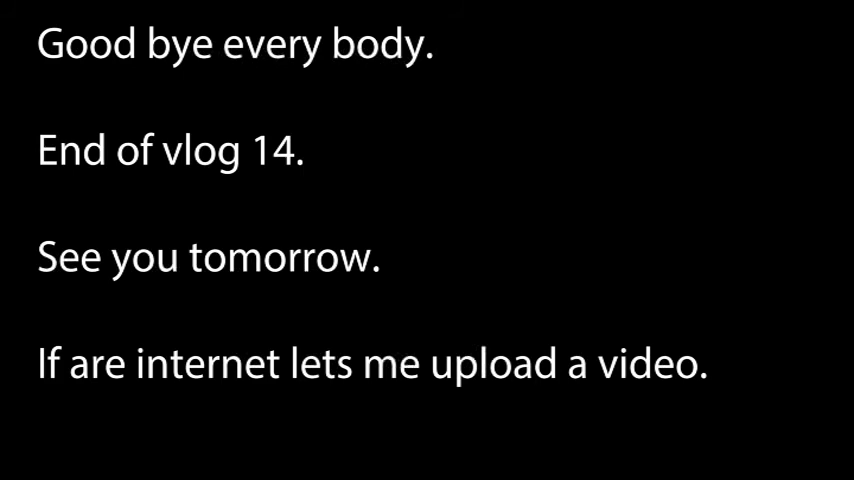 Good bye every body.
End of vlog 14.
See you tomorrow.
If are internet lets me upload a video.